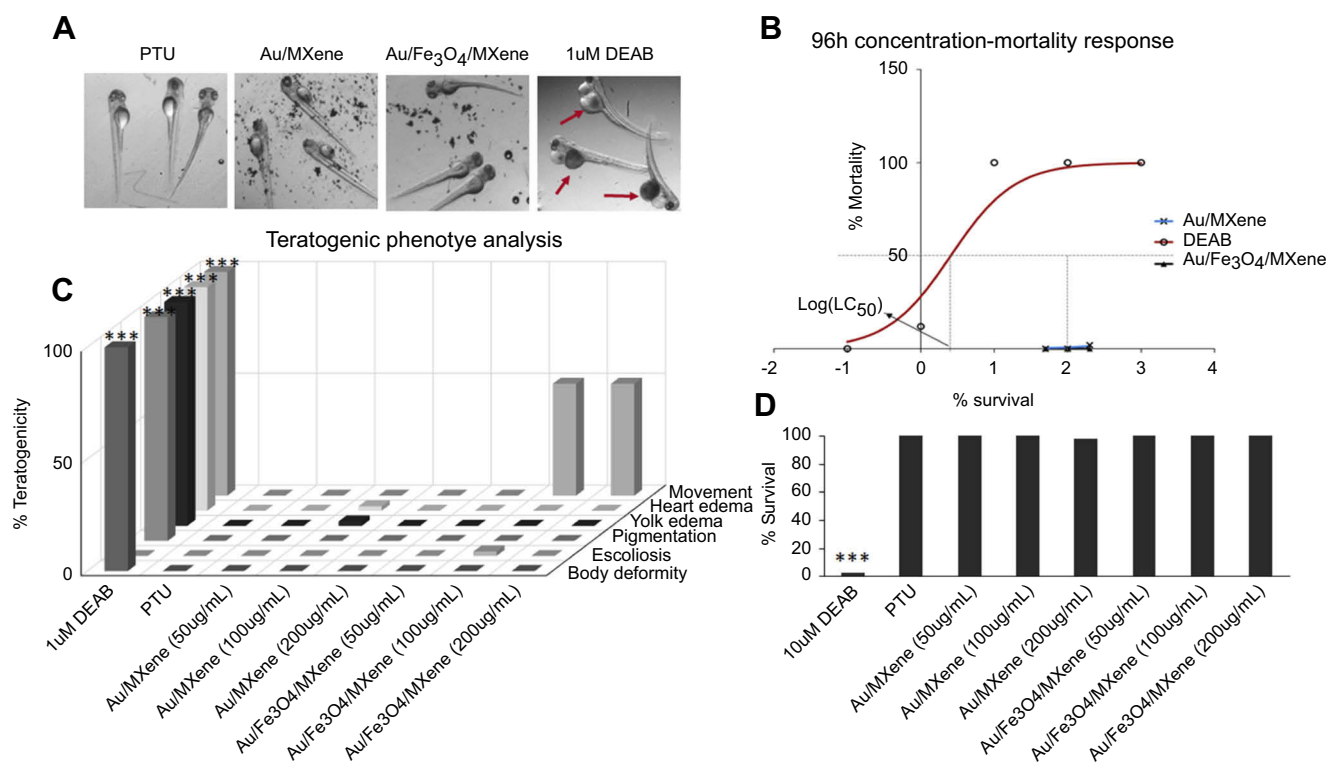 A
PTU
Au/MXene
Au/Fe3O4/MXene
1uM DEAB
B
96h concentration-mortality response
150
100
50
% Mortality
Au/MXene
DEAB
Au/Fe3O4/MXene
Log(LC50)
-2
-1
0
1
2
3
4
% survival
Teratogenic phenotye analysis
C
***
***
***
***
***
100
50
0
% Teratogenicity
Movement
Heart edema
Yolk edema
Pigmentation
Escoliosis
Body deformity
1uM DEAB
PTU
Au/MXene (50ug/mL)
Au/MXene (100ug/mL)
Au/MXene (200ug/mL)
Au/Fe3O4/MXene (50ug/mL)
Au/Fe3O4/MXene (100ug/mL)
Au/Fe3O4/MXene (200ug/mL)
D
100
80
60
40
20
0
% Survival
***
10uM DEAB
PTU
Au/MXene (50ug/mL)
Au/MXene (100ug/mL)
Au/MXene (200ug/mL)
Au/Fe3O4/MXene (50ug/mL)
Au/Fe3O4/MXene (100ug/mL)
Au/Fe3O4/MXene (200ug/mL)